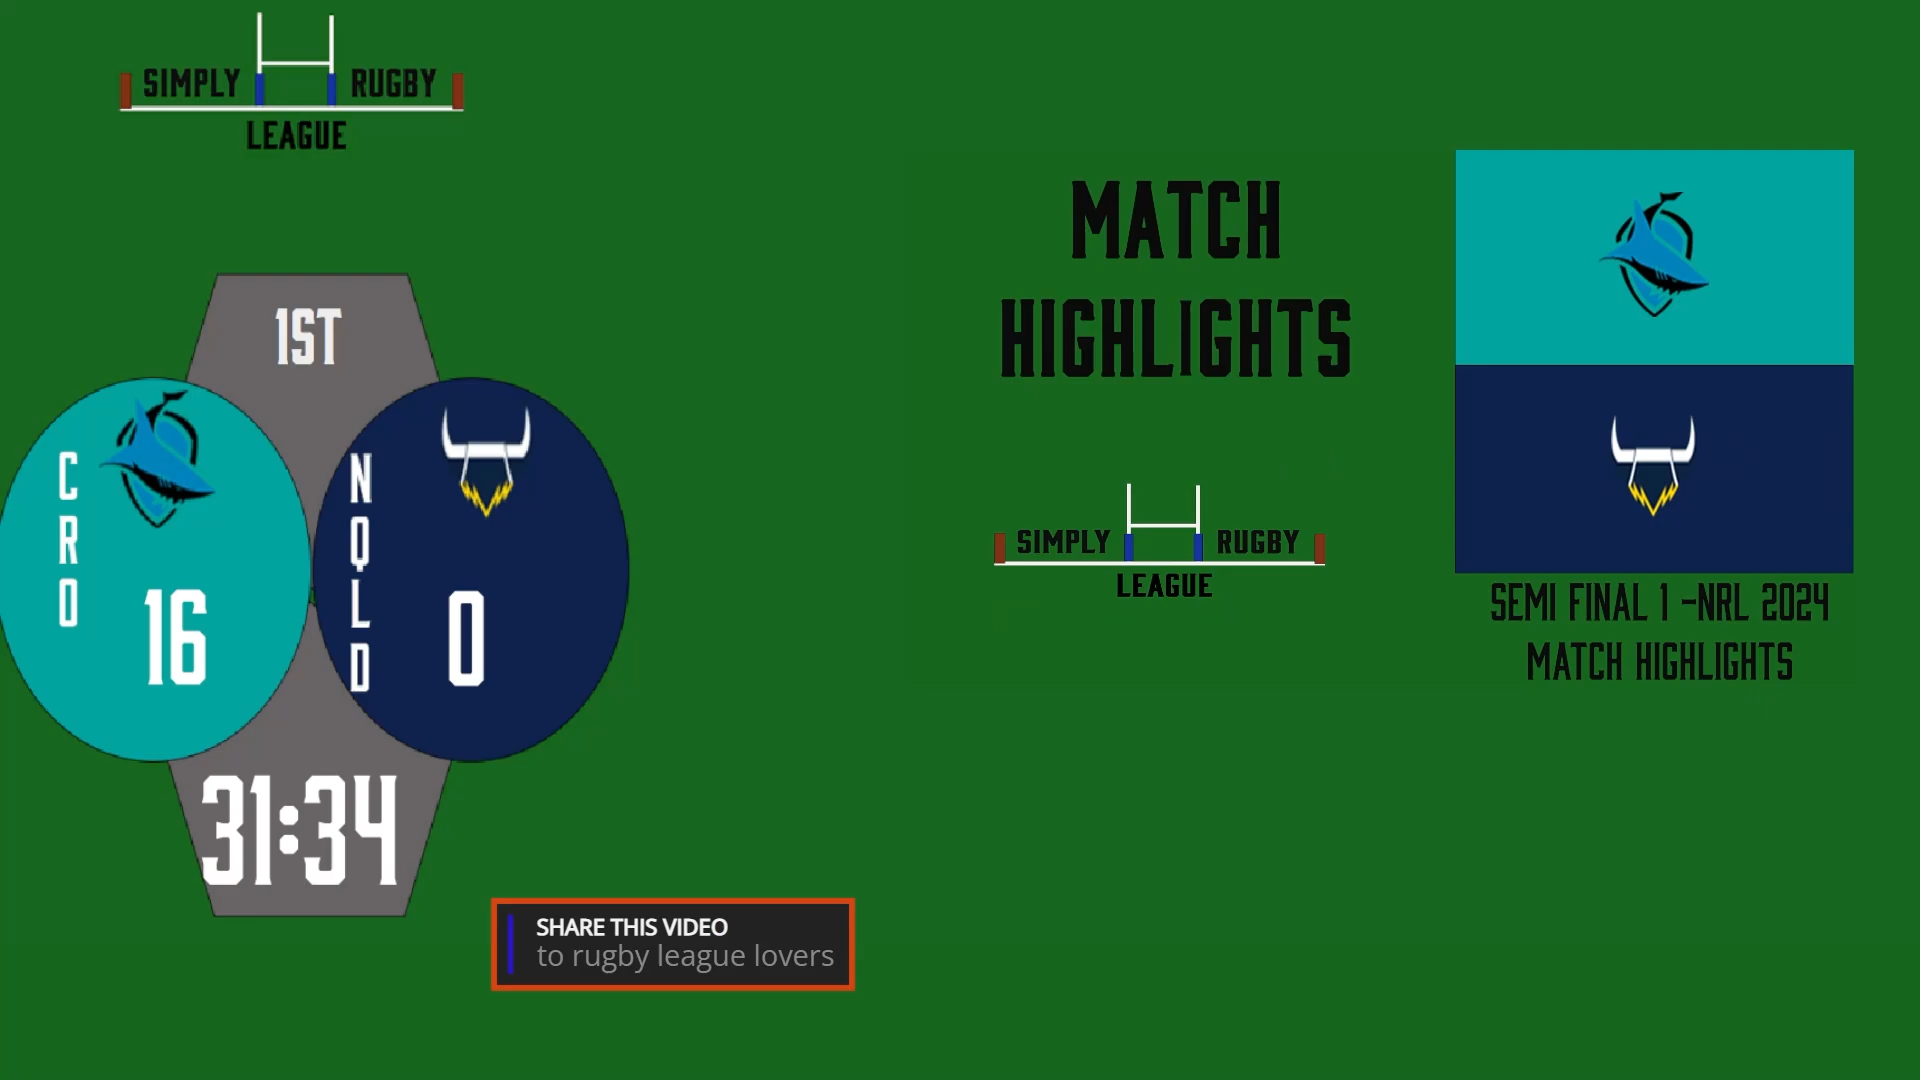 SIMPLY RUGBY
LEAGUE
1ST
CRO
16
NQLD
0
31:34
SHARE THIS VIDEO
to rugby league lovers
MATCH
HIGHLIGHTS
SIMPLY RUGBY
LEAGUE
SEMI FINAL 1 -NRL 2024
MATCH HIGHLIGHTS